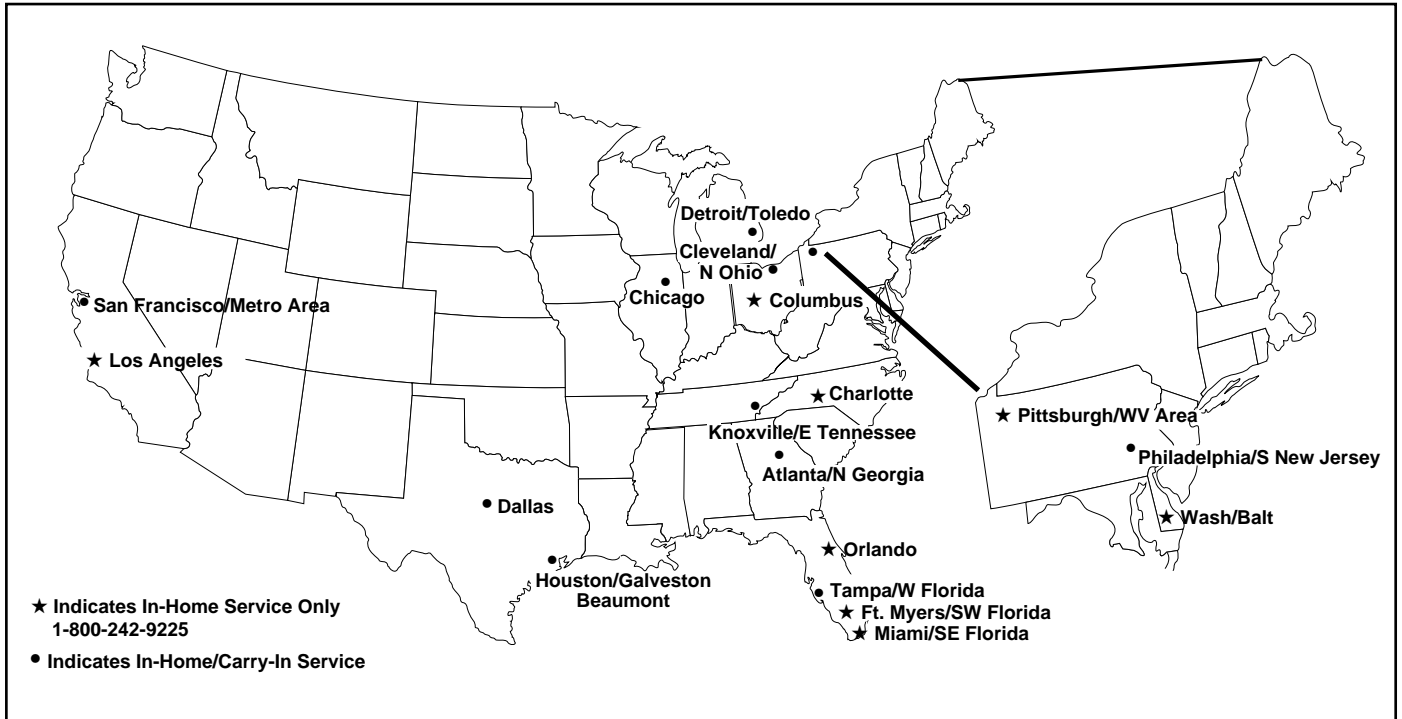 Detroit/Toledo
Cleveland/
N Ohio
Chicago
Columbus
San Francisco/Metro Area
Los Angeles
Charlotte
Knoxville/E Tennessee
Atlanta/N Georgia
Pittsburgh/WV Area
Philadelphia/S New Jersey
Wash/Balt
Dallas
Orlando
Houston/Galveston
Beaumont
Tampa/W Florida
Ft. Myers/SW Florida
Miami/SE Florida
★ Indicates In-Home Service Only
1-800-242-9225
● Indicates In-Home/Carry-In Service